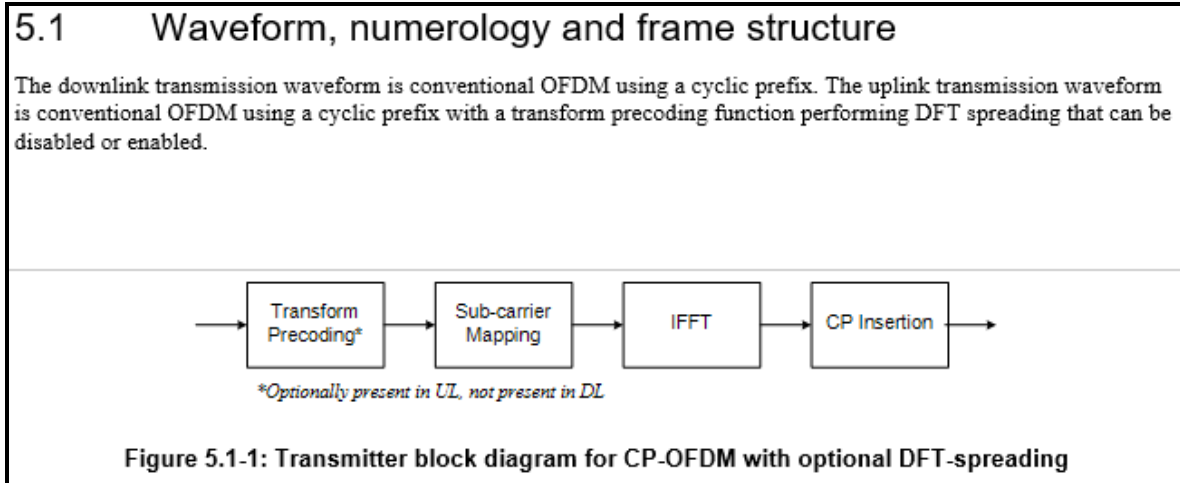 5.1 Waveform, numerology and frame structure
The downlink transmission waveform is conventional OFDM using a cyclic prefix. The uplink transmission waveform
is conventional OFDM using a cyclic prefix with a transform precoding function performing DFT spreading that can be
disabled or enabled.
Transform
Precoding*
Sub-carrier
Mapping
IFFT
CP Insertion
*Optionally present in UL, not present in DL
Figure 5.1-1: Transmitter block diagram for CP-OFDM with optional DFT-spreading